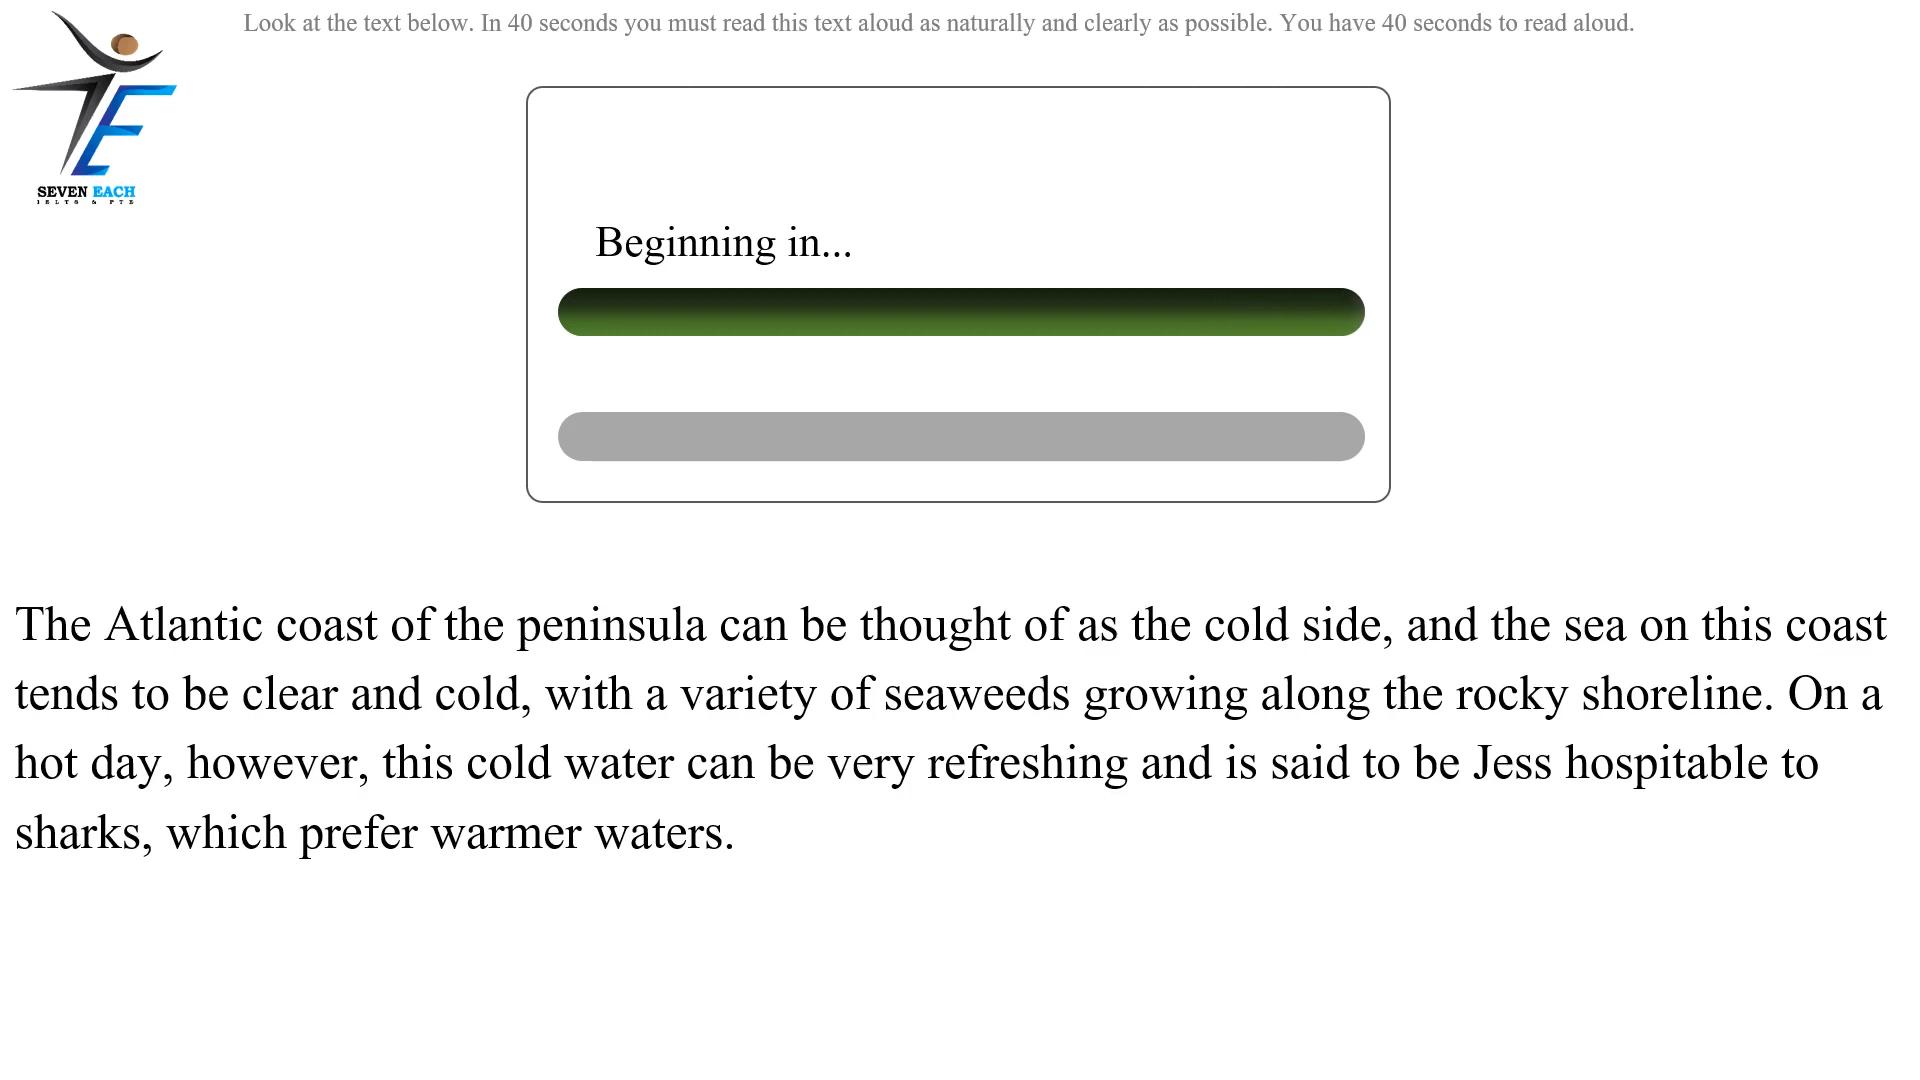 Look at the text below. In 40 seconds you must read this text aloud as naturally and clearly as possible. You have 40 seconds to read aloud.
SEVEN EACH
IELTS & PTE
Beginning in...
The Atlantic coast of the peninsula can be thought of as the cold side, and the sea on this coast
tends to be clear and cold, with a variety of seaweeds growing along the rocky shoreline. On a
hot day, however, this cold water can be very refreshing and is said to be Jess hospitable to
sharks, which prefer warmer waters.